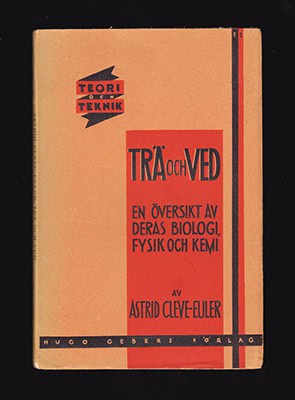 TEORI
OCH
TEKNIK
TRÄ OCH VED
EN ÖVERSIKT AV
DERAS BIOLOGI,
FYSIK OCH KEMI
AV
ASTRID CLEVE-EULER
HUGO GEBERS FÖRLAG